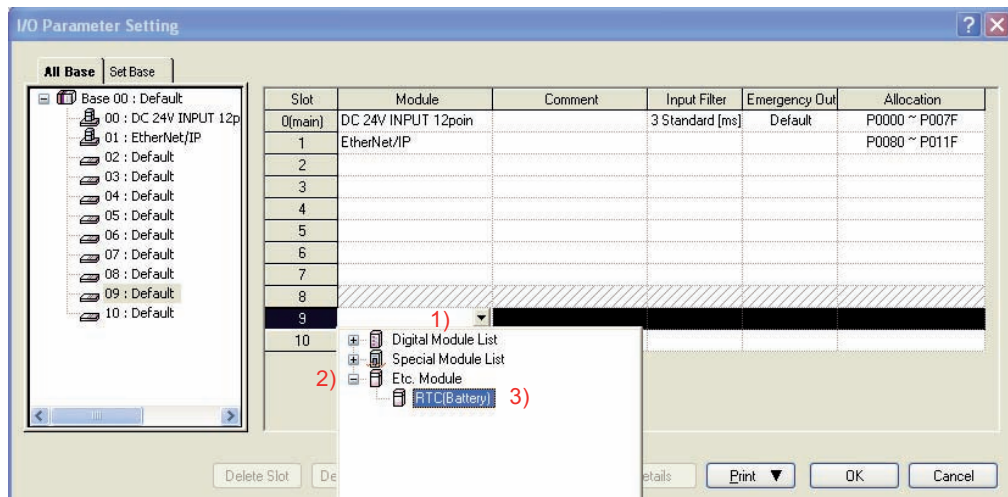 I/O Parameter Setting
All Base Set Base
Base 00 : Default
00 : DC 24V INPUT 12p
01 : EtherNet/IP
02 : Default
03 : Default
04 : Default
05 : Default
06 : Default
07 : Default
08 : Default
09 : Default
10 : Default
Slot Module Comment Input Filter Emergency Out Allocation
0(main) DC 24V INPUT 12poin 3 Standard [ms] Default P0000 ~ P007F
1 EtherNet/IP P0080 ~ P011F
2
3
4
5
6
7
8
9 1)
10
Digital Module List
Special Module List
2) Etc. Module
RTC(Battery) 3)
Delete Slot De etails Print OK Cancel